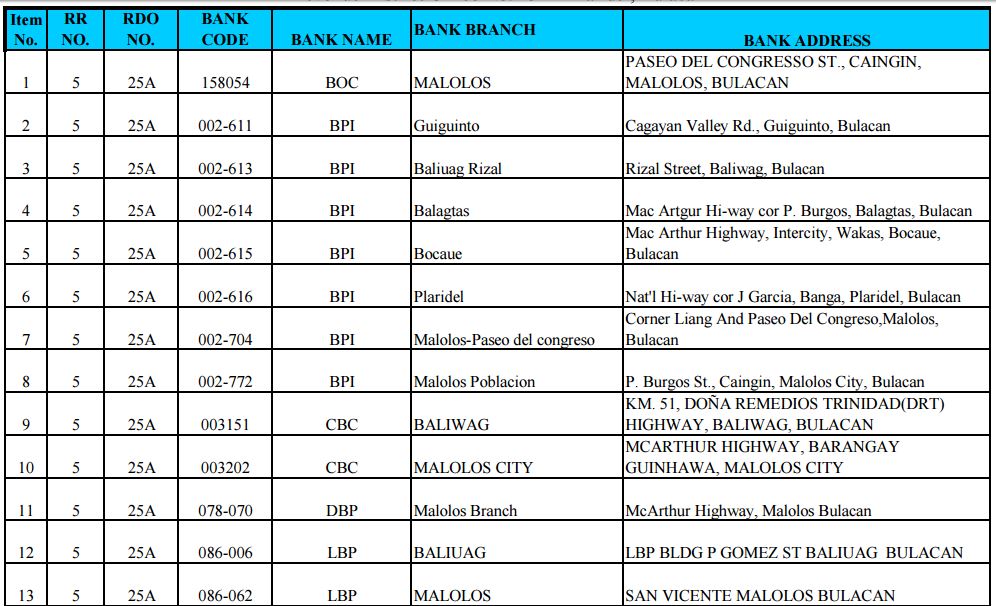 Item No. RR NO. RDO NO. BANK CODE BANK NAME BANK BRANCH BANK ADDRESS
1 5 25A 158054 BOC MALOLOS PASEO DEL CONGRESSO ST., CAINGIN,
MALOLOS, BULACAN
2 5 25A 002-611 BPI Guiguinto Cagayan Valley Rd., Guiguinto, Bulacan
3 5 25A 002-613 BPI Baliuag Rizal Rizal Street, Baliwag, Bulacan
4 5 25A 002-614 BPI Balagtas Mac Artgur Hi-way cor P. Burgos, Balagtas, Bulacan
5 5 25A 002-615 BPI Bocaue Mac Arthur Highway, Intercity, Wakas, Bocaue,
Bulacan
6 5 25A 002-616 BPI Plaridel Nat'l Hi-way cor J Garcia, Banga, Plaridel, Bulacan
7 5 25A 002-704 BPI Malolos-Paseo del congreso Corner Liang And Paseo Del Congreso,Malolos,
Bulacan
8 5 25A 002-772 BPI Malolos Poblacion P. Burgos St., Caingin, Malolos City, Bulacan
9 5 25A 003151 CBC BALIWAG KM. 51, DOÑA REMEDIOS TRINIDAD(DRT)
HIGHWAY, BALIWAG, BULACAN
10 5 25A 003202 CBC MALOLOS CITY MCARTHUR HIGHWAY, BARANGAY
GUINHAWA, MALOLOS CITY
11 5 25A 078-070 DBP Malolos Branch McArthur Highway, Malolos Bulacan
12 5 25A 086-006 LBP BALIUAG LBP BLDG P GOMEZ ST BALIUAG BULACAN
13 5 25A 086-062 LBP MALOLOS SAN VICENTE MALOLOS BULACAN